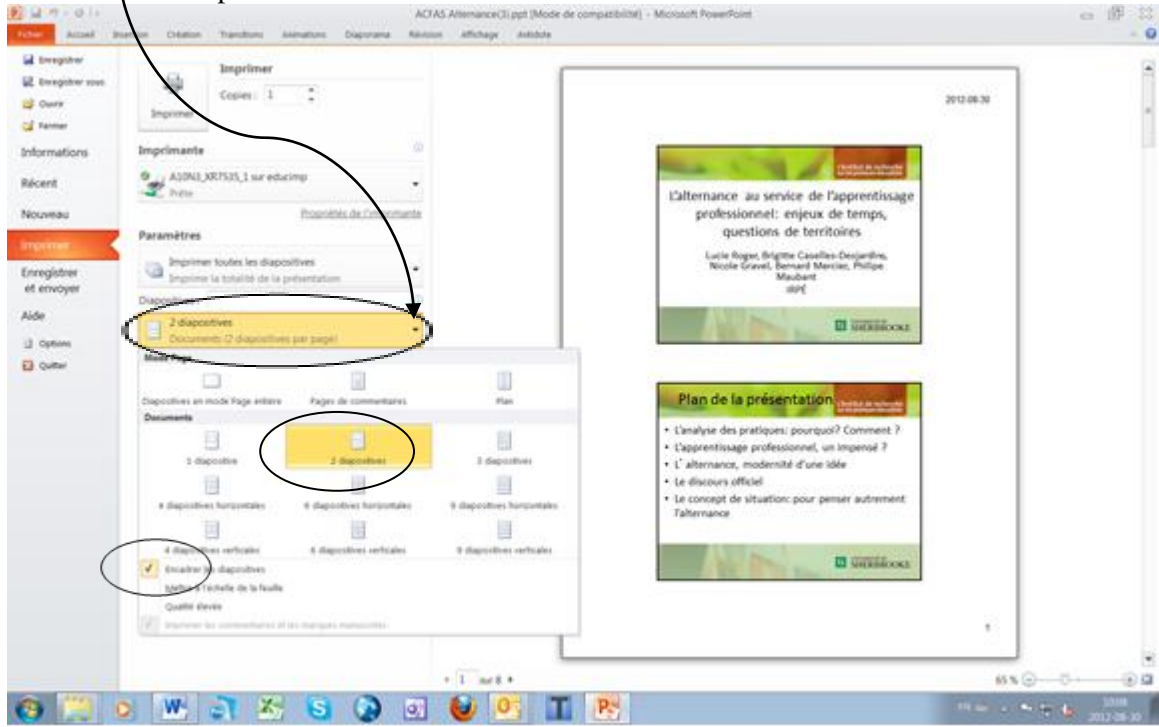 ACFAS Alternance(3).ppt [Mode de compatibilité] - Microsoft PowerPoint
Fichier Accueil Insertion Création Transitions Animations Diaporama Révision Affichage Antidote
Enregistrer
Enregistrer sous
Ouvrir
Fermer
Informations
Récent
Nouveau
Imprimer
Enregistrer
et envoyer
Aide
Options
Quitter
Imprimer
Copies : 1
Imprimer
Imprimante
A10N3_XR7535_1 sur educimp
Prête
Propriétés de l'imprimante
Paramètres
Imprimer toutes les diapositives
Imprime la totalité de la présentation
Diapositives :
2 diapositives
Documents (2 diapositives par page)
Mode Page
Diapositives en mode Page entière Pages de commentaires Plan
Documents
1 diapositive 2 diapositives 3 diapositives
4 diapositives horizontales 6 diapositives horizontales 9 diapositives horizontales
4 diapositives verticales 6 diapositives verticales 9 diapositives verticales
Encadrer les diapositives
Mettre à l'échelle de la feuille
Qualité élevée
Imprimer les commentaires et les marques manuscrites
2012-08-30
L'alternance au service de l'apprentissage
professionnel: enjeux de temps,
questions de territoires
Lucie Roger, Brigitte Caselles-Desjardins,
Nicole Gravel, Bernard Mercier, Philipe
Maubant
IRPÉ
SHERBROOKE
Plan de la présentation
• L'analyse des pratiques: pourquoi? Comment ?
• L'apprentissage professionnel, un impensé ?
• L' alternance, modernité d'une idée
• Le discours officiel
• Le concept de situation: pour penser autrement
l'alternance
SHERBROOKE
1
1 sur 8
65 %
2012-08-30